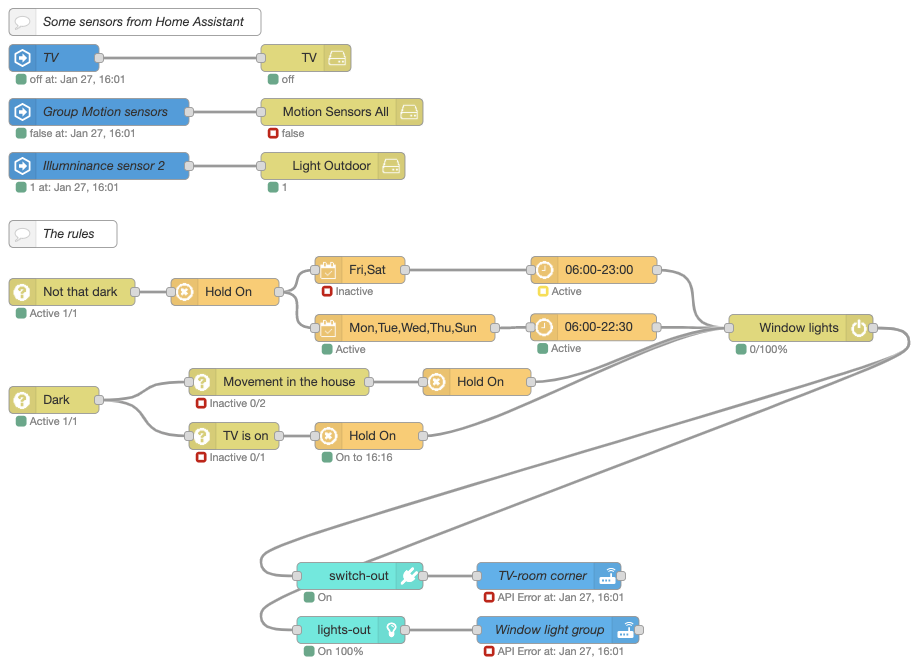 Some sensors from Home Assistant
TV
TV
off at: Jan 27, 16:01
off
Group Motion sensors
Motion Sensors All
false at: Jan 27, 16:01
false
Illumninance sensor 2
Light Outdoor
1 at: Jan 27, 16:01
1
The rules
Fri,Sat
06:00-23:00
Inactive
Active
Not that dark
Hold On
Active 1/1
Mon,Tue,Wed,Thu,Sun
06:00-22:30
Window lights
Active
Active
0/100%
Movement in the house
Hold On
Inactive 0/2
Dark
Active 1/1
TV is on
Hold On
Inactive 0/1
On to 16:16
switch-out
TV-room corner
On
API Error at: Jan 27, 16:01
lights-out
Window light group
On 100%
API Error at: Jan 27, 16:01